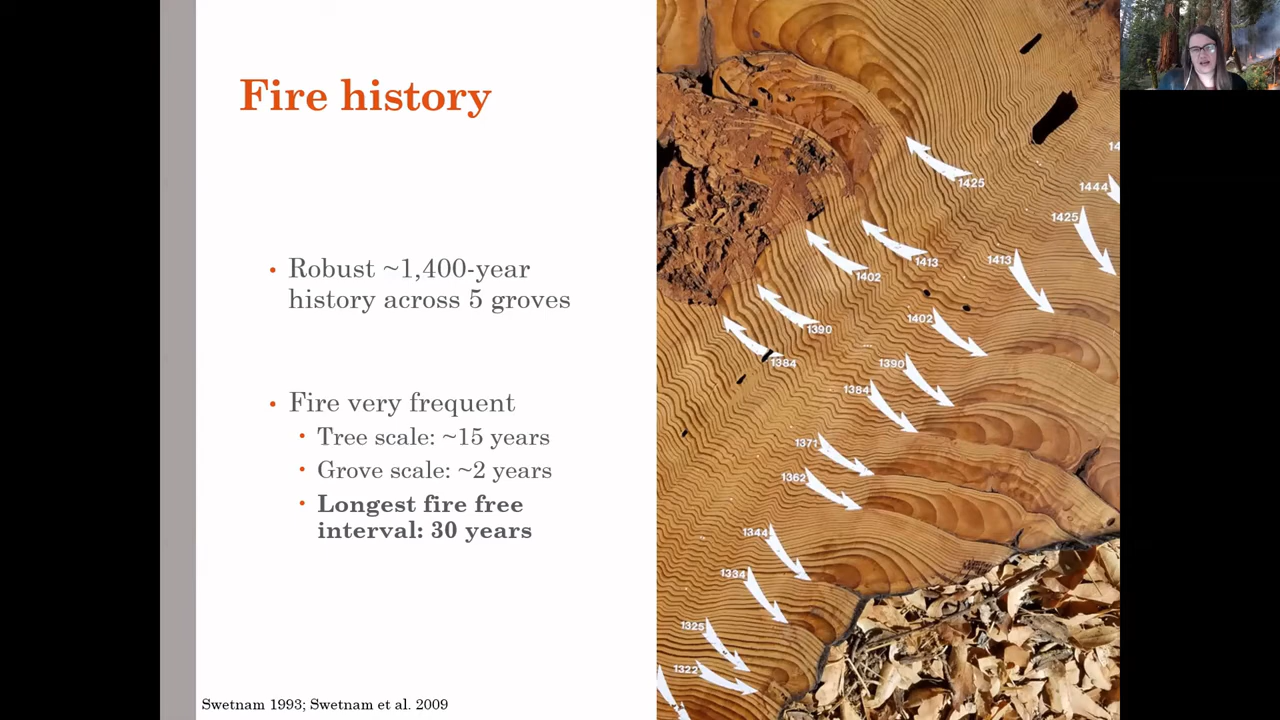 Fire history
• Robust ~1,400-year
history across 5 groves
• Fire very frequent
• Tree scale: ~15 years
• Grove scale: ~2 years
• Longest fire free
interval: 30 years
Swetnam 1993; Swetnam et al. 2009
1425
1444
1425
1413
1402
1413
1390
1402
1384
1390
1384
1371
1362
1344
1334
1325
1322